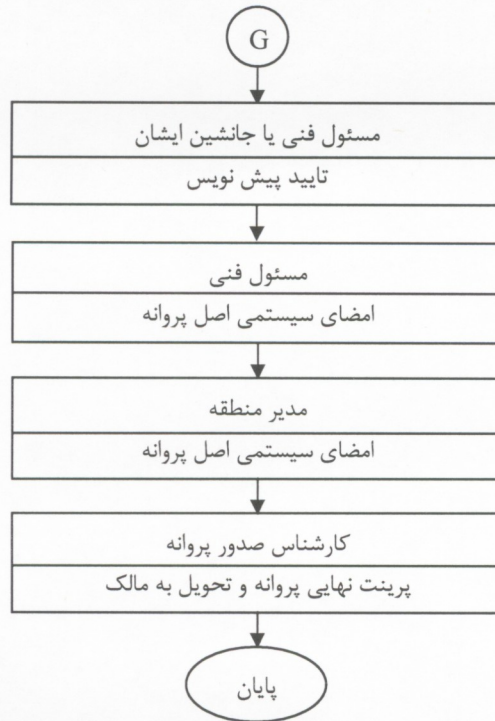 G
مسئول فنی یا جانشین ایشان
تایید پیش نویس
مسئول فنی
امضای سیستمی اصل پروانه
مدیر منطقه
امضای سیستمی اصل پروانه
کارشناس صدور پروانه
پرینت نهایی پروانه و تحویل به مالک
پایان